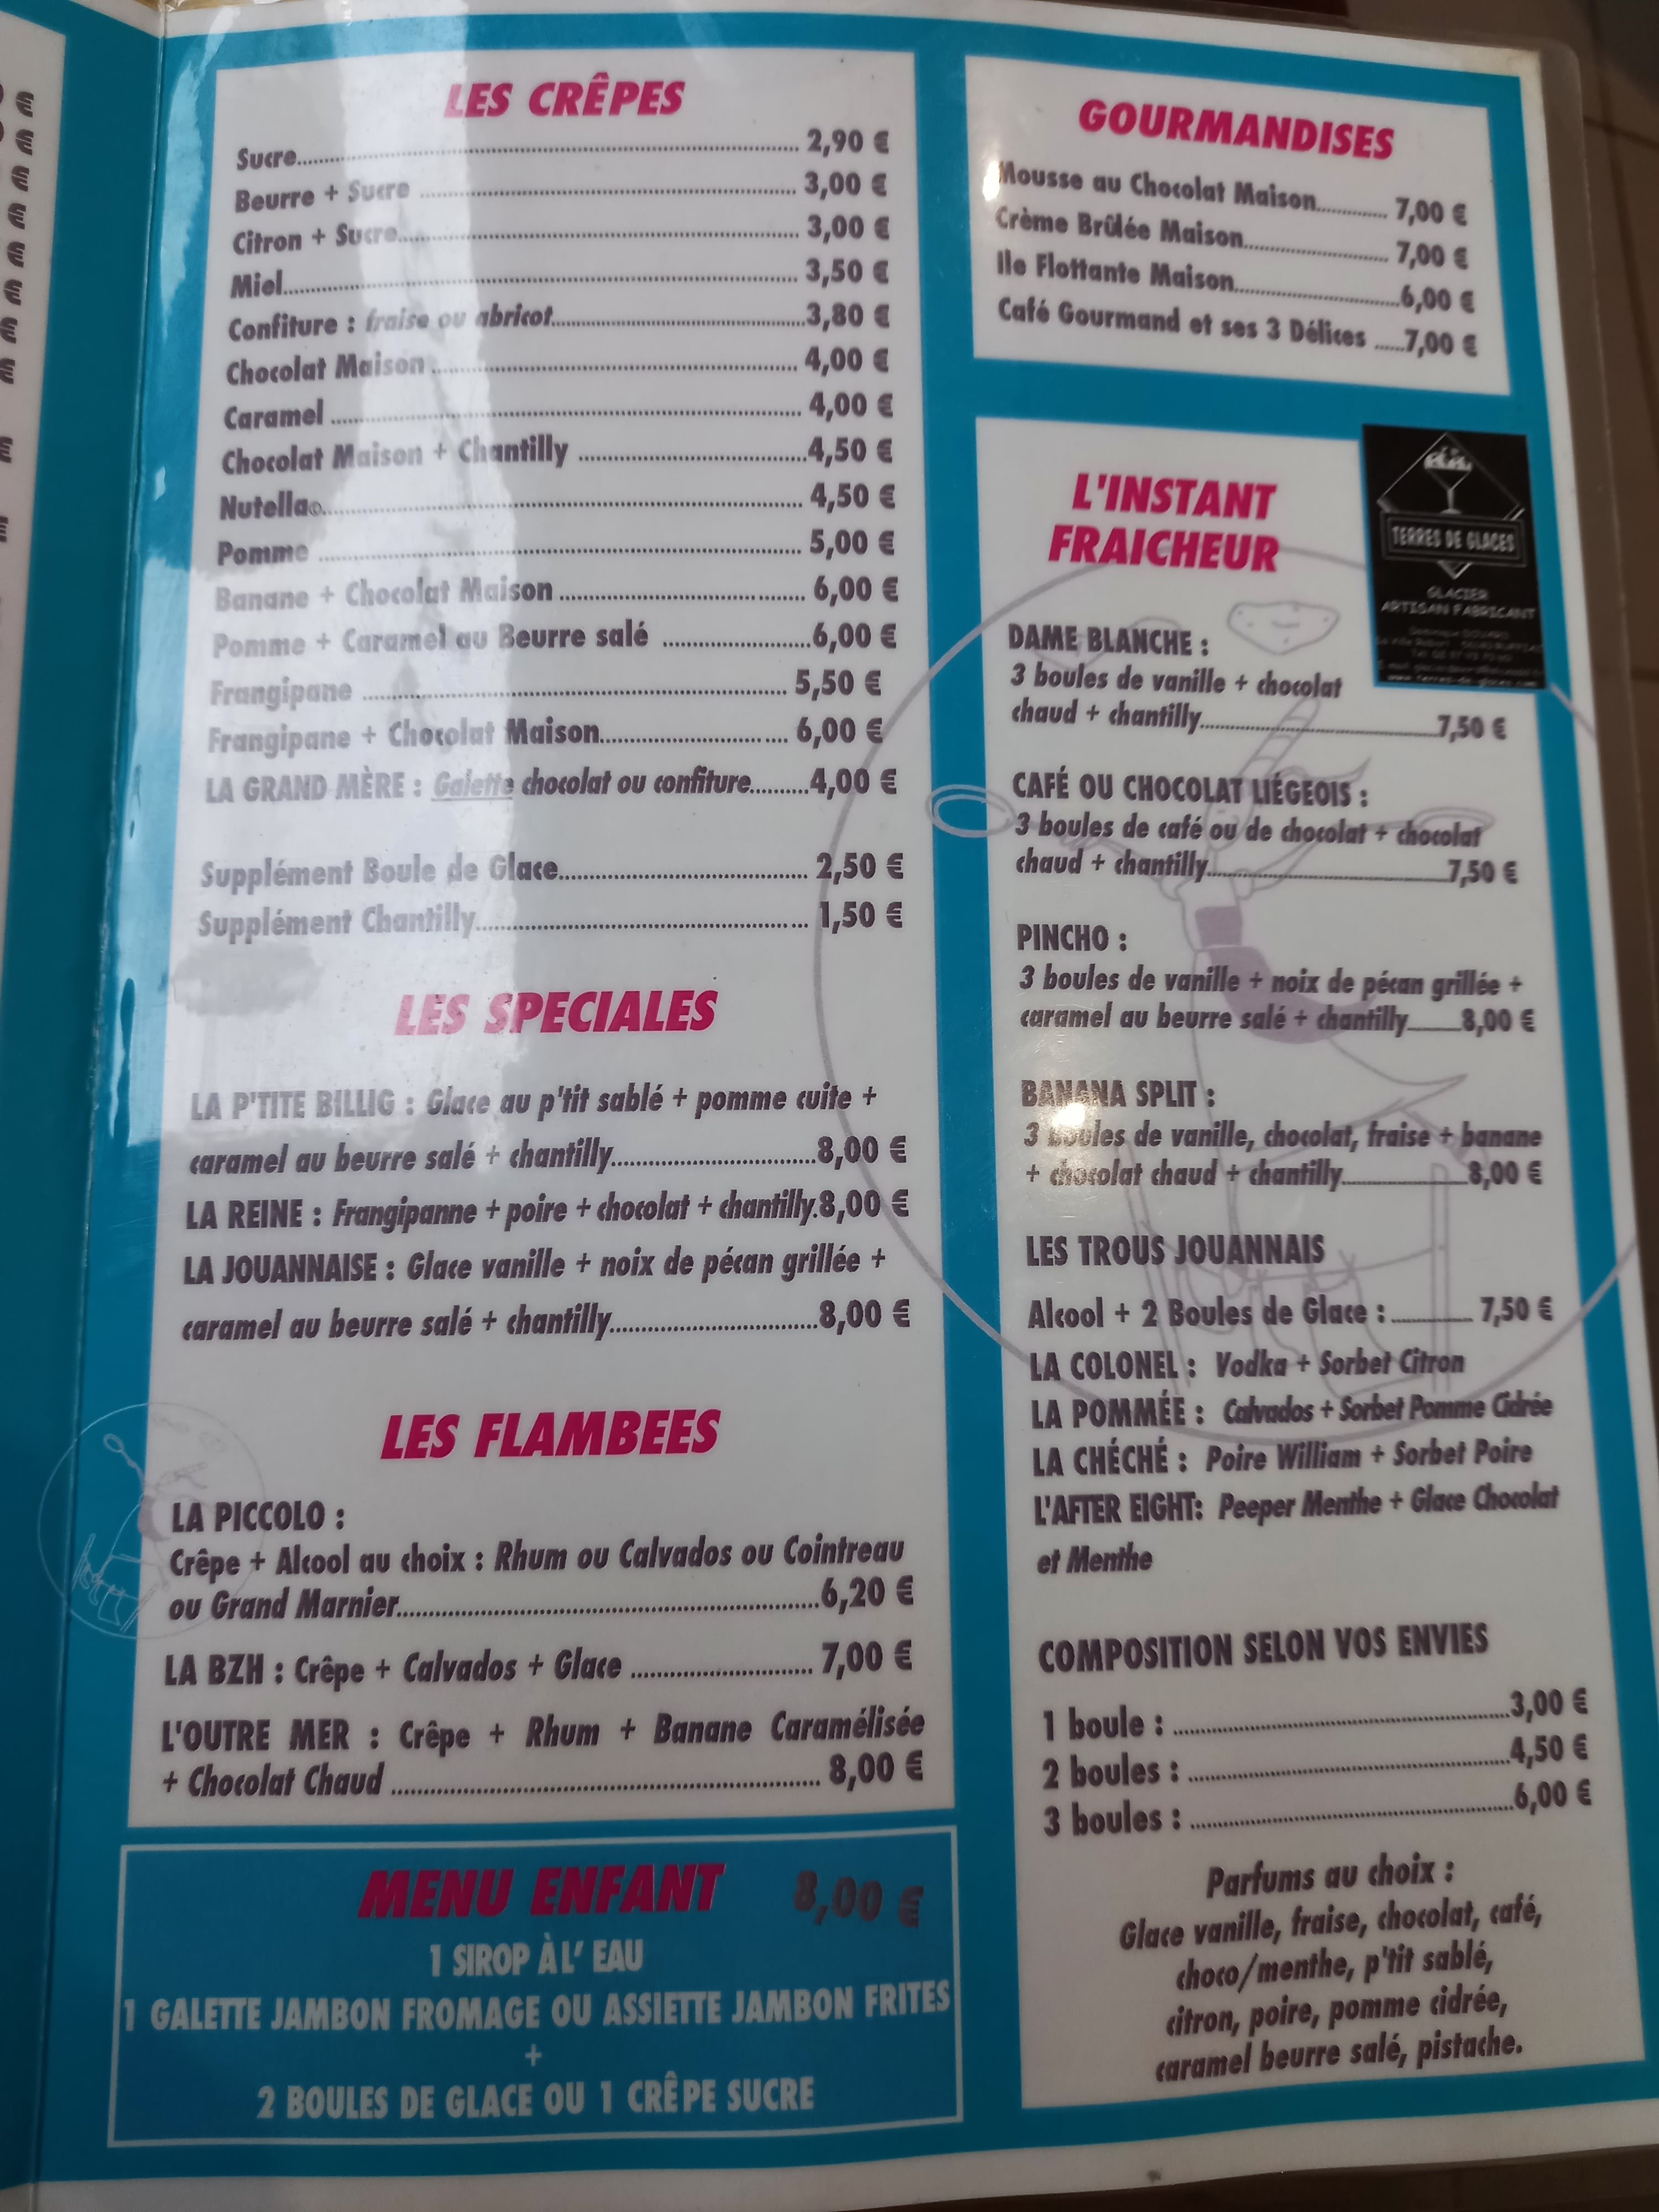 LES CRÊPES
Sucre 2,90 €
Beurre + Sucre 3,00 €
Citron + Sucre 3,00 €
Miel 3,50 €
Confiture : fraise ou abricot 3,80 €
Chocolat Maison 4,00 €
Caramel 4,00 €
Chocolat Maison + Chantilly 4,50 €
Nutella© 4,50 €
Pomme 5,00 €
Banane + Chocolat Maison 6,00 €
Pomme + Caramel au Beurre salé 6,00 €
Frangipane 5,50 €
Frangipane + Chocolat Maison 6,00 €
LA GRAND MÈRE : Galette chocolat ou confiture 4,00 €
Supplément Boule de Glace 2,50 €
Supplément Chantilly 1,50 €
LES SPECIALES
LA P'TITE BILLIG : Glace au p'tit sablé + pomme cuite +
caramel au beurre salé + chantilly 8,00 €
LA REINE : Frangipanne + poire + chocolat + chantilly.8,00 €
LA JOUANNAISE : Glace vanille + noix de pécan grillée +
caramel au beurre salé + chantilly 8,00 €
LES FLAMBEES
LA PICCOLO :
Crêpe + Alcool au choix : Rhum ou Calvados ou Cointreau
ou Grand Marnier 6,20 €
LA BZH : Crêpe + Calvados + Glace 7,00 €
L'OUTRE MER : Crêpe + Rhum + Banane Caramélisée
+ Chocolat Chaud 8,00 €
MENU ENFANT 8,00 €
1 SIROP À L' EAU
1 GALETTE JAMBON FROMAGE OU ASSIETTE JAMBON FRITES
+
2 BOULES DE GLACE OU 1 CRÊPE SUCRE
GOURMANDISES
Mousse au Chocolat Maison 7,00 €
Crème Brûlée Maison 7,00 €
Ile Flottante Maison 6,00 €
Café Gourmand et ses 3 Délices 7,00 €
L'INSTANT
FRAICHEUR
TERRES DE GLACES
GLACIER
ARTISAN FABRICANT
www.terres-de-glaces.com
DAME BLANCHE :
3 boules de vanille + chocolat
chaud + chantilly 7,50 €
CAFÉ OU CHOCOLAT LIÉGEOIS :
3 boules de café ou de chocolat + chocolat
chaud + chantilly 7,50 €
PINCHO :
3 boules de vanille + noix de pécan grillée +
caramel au beurre salé + chantilly 8,00 €
BANANA SPLIT :
3 boules de vanille, chocolat, fraise + banane
+ chocolat chaud + chantilly 8,00 €
LES TROUS JOUANNAIS
Alcool + 2 Boules de Glace : 7,50 €
LA COLONEL : Vodka + Sorbet Citron
LA POMMÉE : Calvados + Sorbet Pomme Cidrée
LA CHÉCHÉ : Poire William + Sorbet Poire
L'AFTER EIGHT: Peeper Menthe + Glace Chocolat
et Menthe
COMPOSITION SELON VOS ENVIES
1 boule : 3,00 €
2 boules : 4,50 €
3 boules : 6,00 €
Parfums au choix :
Glace vanille, fraise, chocolat, café,
choco/menthe, p'tit sablé,
citron, poire, pomme cidrée,
caramel beurre salé, pistache.